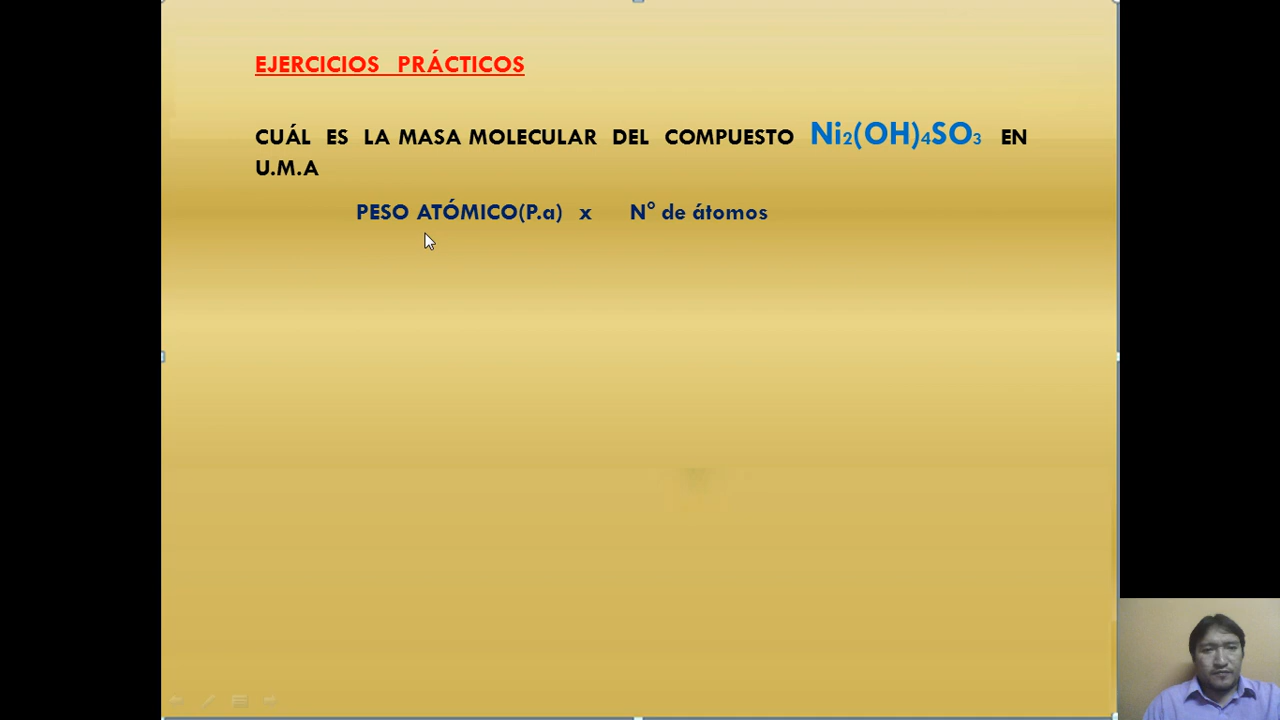 EJERCICIOS PRÁCTICOS
CUÁL ES LA MASA MOLECULAR DEL COMPUESTO Ni₂(OH)₄SO₃ EN
U.M.A
PESO ATÓMICO(P.a) x N° de átomos